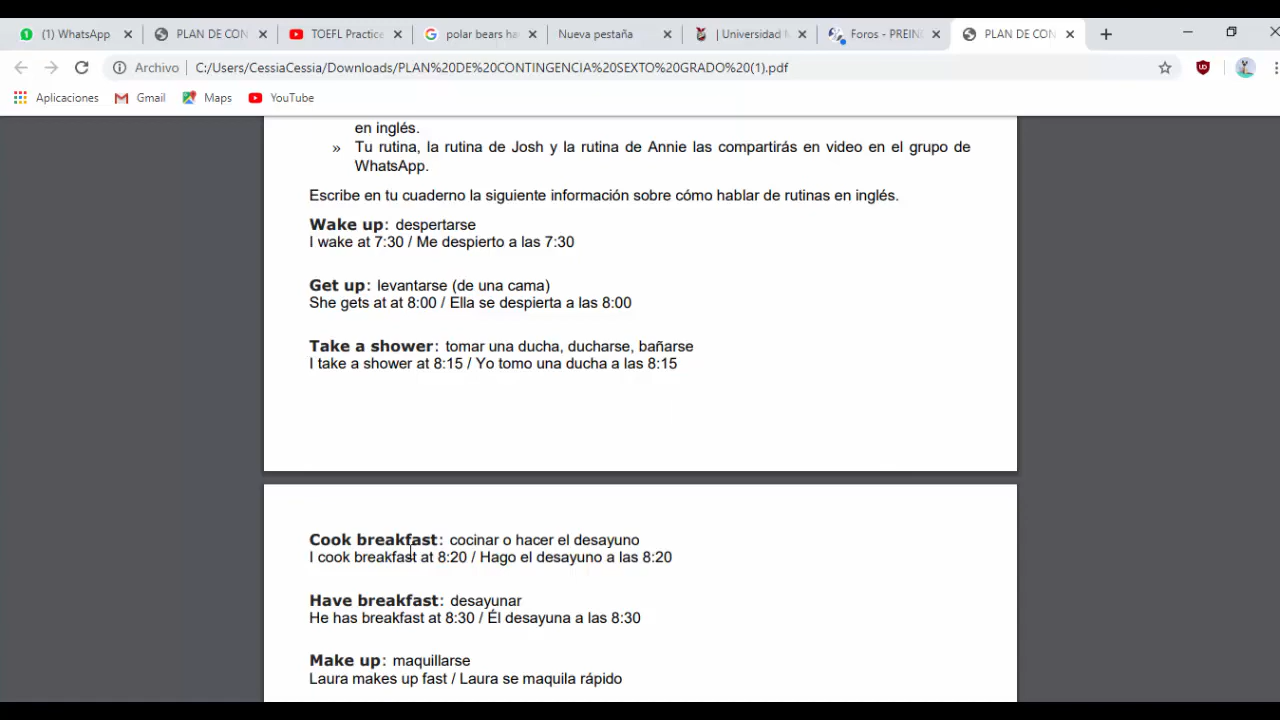 (1) WhatsApp
PLAN DE CON
TOEFL Practice
polar bears ha
Nueva pestaña
| Universidad M
Foros - PREIN
PLAN DE CON
Archivo | C:/Users/CessiaCessia/Downloads/PLAN%20DE%20CONTINGENCIA%20SEXTO%20GRADO%20(1).pdf
Aplicaciones
Gmail
Maps
YouTube
en inglés.
» Tu rutina, la rutina de Josh y la rutina de Annie las compartirás en video en el grupo de
WhatsApp.
Escribe en tu cuaderno la siguiente información sobre cómo hablar de rutinas en inglés.
Wake up: despertarse
I wake at 7:30 / Me despierto a las 7:30
Get up: levantarse (de una cama)
She gets at at 8:00 / Ella se despierta a las 8:00
Take a shower: tomar una ducha, ducharse, bañarse
I take a shower at 8:15 / Yo tomo una ducha a las 8:15
Cook breakfast: cocinar o hacer el desayuno
I cook breakfast at 8:20 / Hago el desayuno a las 8:20
Have breakfast: desayunar
He has breakfast at 8:30 / Él desayuna a las 8:30
Make up: maquillarse
Laura makes up fast / Laura se maquila rápido